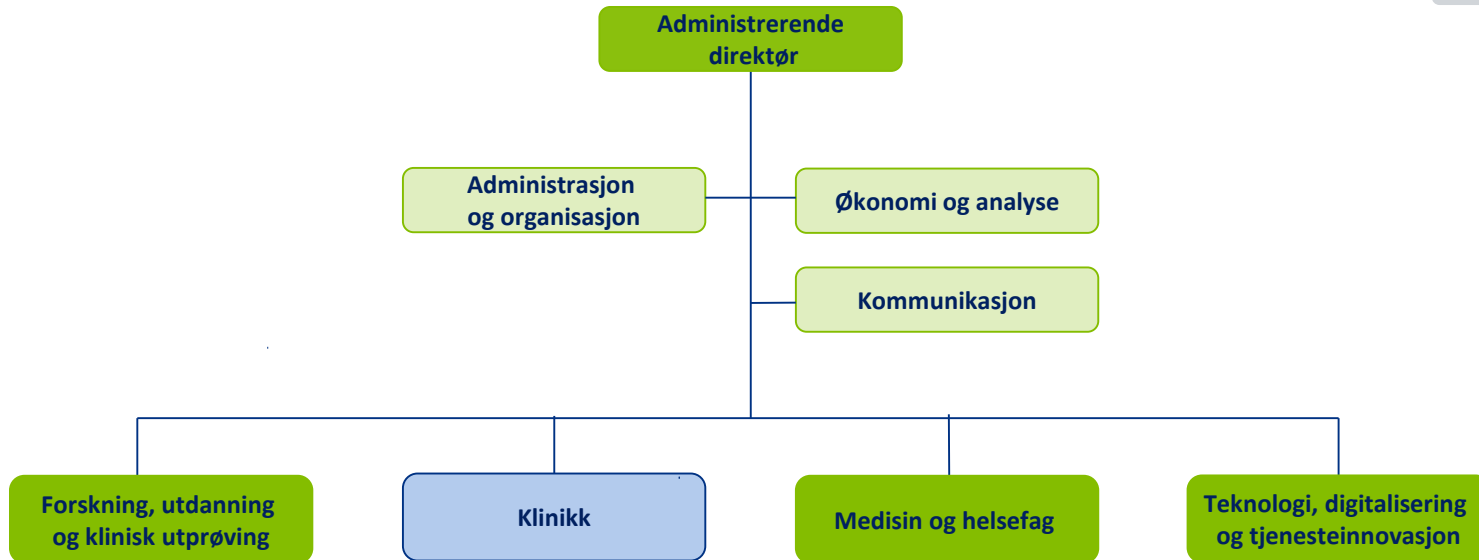 Administrerende
direktør
Administrasjon
og organisasjon
Økonomi og analyse
Kommunikasjon
Forskning, utdanning
og klinisk utprøving
Klinikk
Medisin og helsefag
Teknologi, digitalisering
og tjenesteinnovasjon